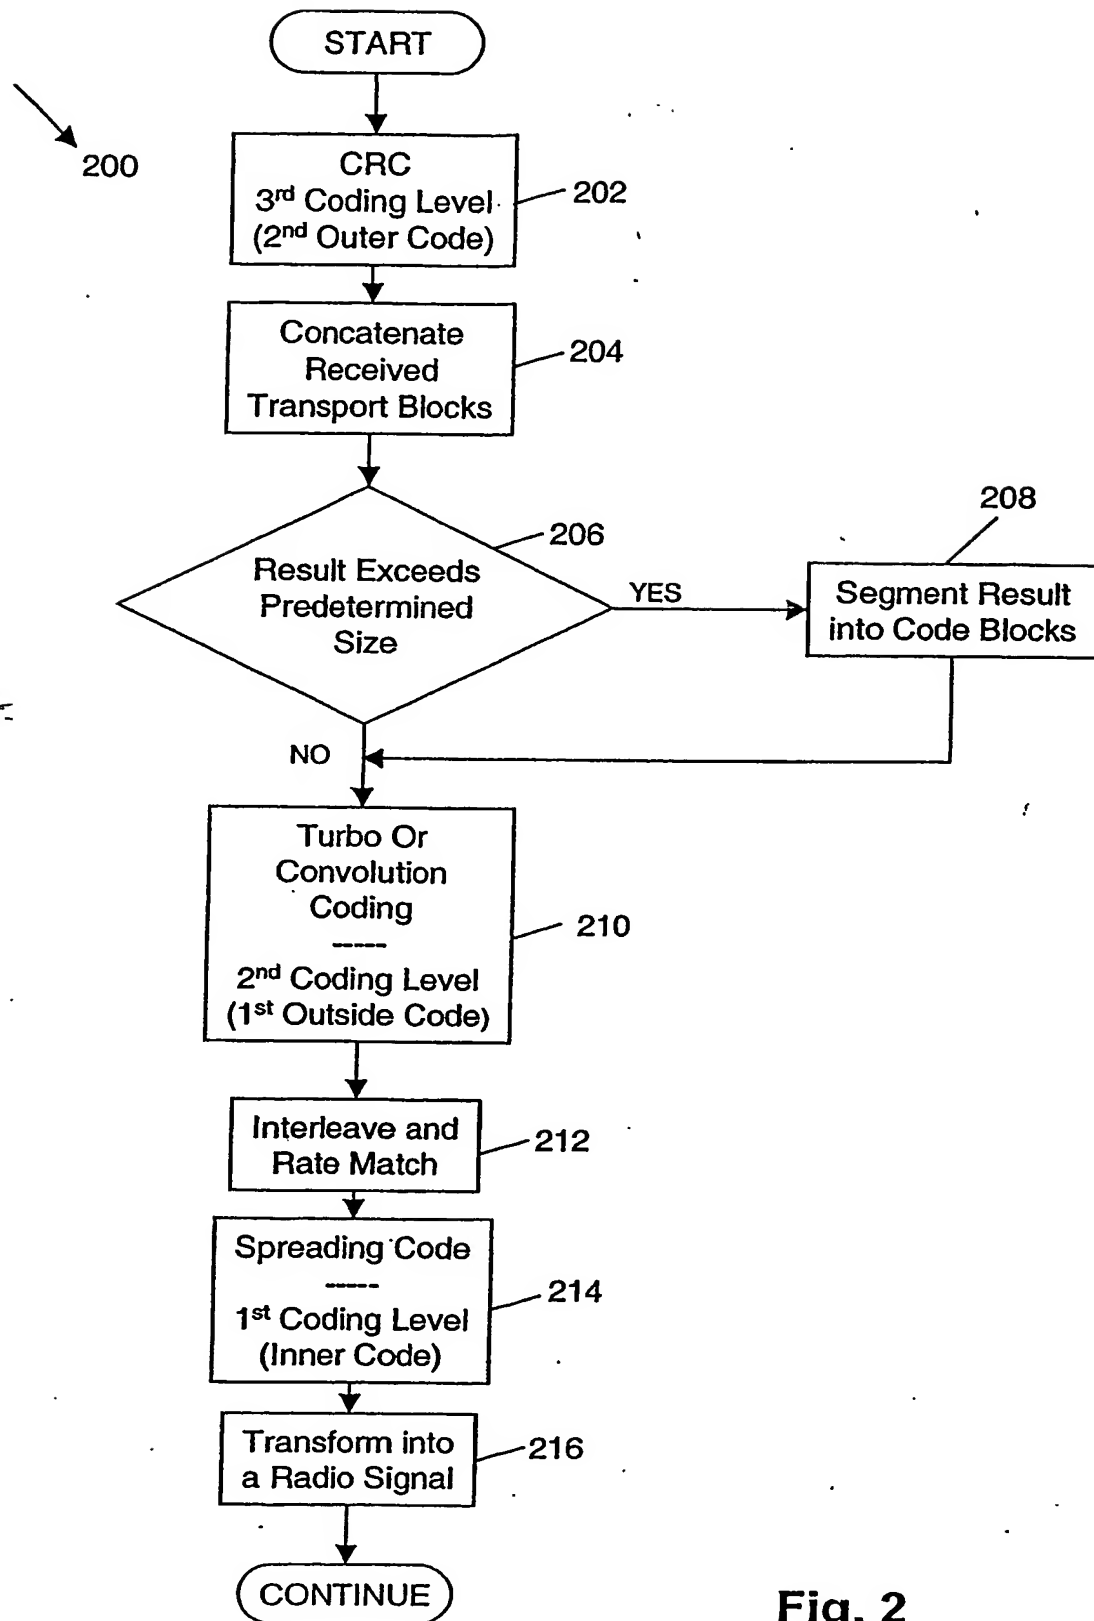 START
200
CRC
3rd Coding Level
(2nd Outer Code)
202
Concatenate
Received
Transport Blocks
204
Result Exceeds
Predetermined
Size
206
YES
208
Segment Result
into Code Blocks
NO
Turbo Or
Convolution
Coding
-----
2nd Coding Level
(1st Outside Code)
210
Interleave and
Rate Match
212
Spreading Code
-----
1st Coding Level
(Inner Code)
214
Transform into
a Radio Signal
216
CONTINUE
Fig. 2